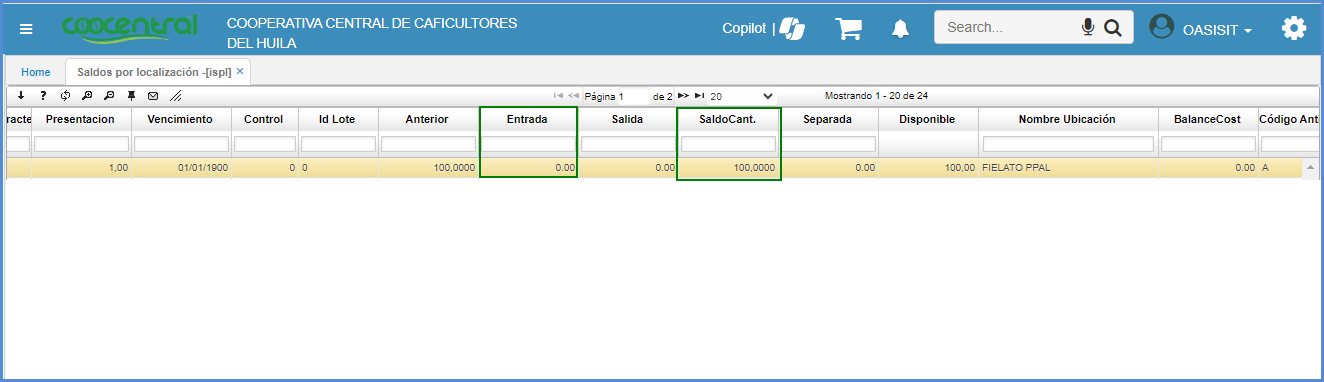 coocentral
COOPERATIVA CENTRAL DE CAFICULTORES
DEL HUILA
Copilot |
Search...
OASISIT
Home
Saldos por localización -[ispl] ×
?
Página 1 de 2
20
Mostrando 1 - 20 de 24
racte Presentacion Vencimiento Control Id Lote Anterior Entrada Salida SaldoCant. Separada Disponible Nombre Ubicación BalanceCost Código Ant
1,00 01/01/1900 0 0 100,0000 0.00 0.00 100,0000 0.00 100,00 FIELATO PPAL 0.00 A